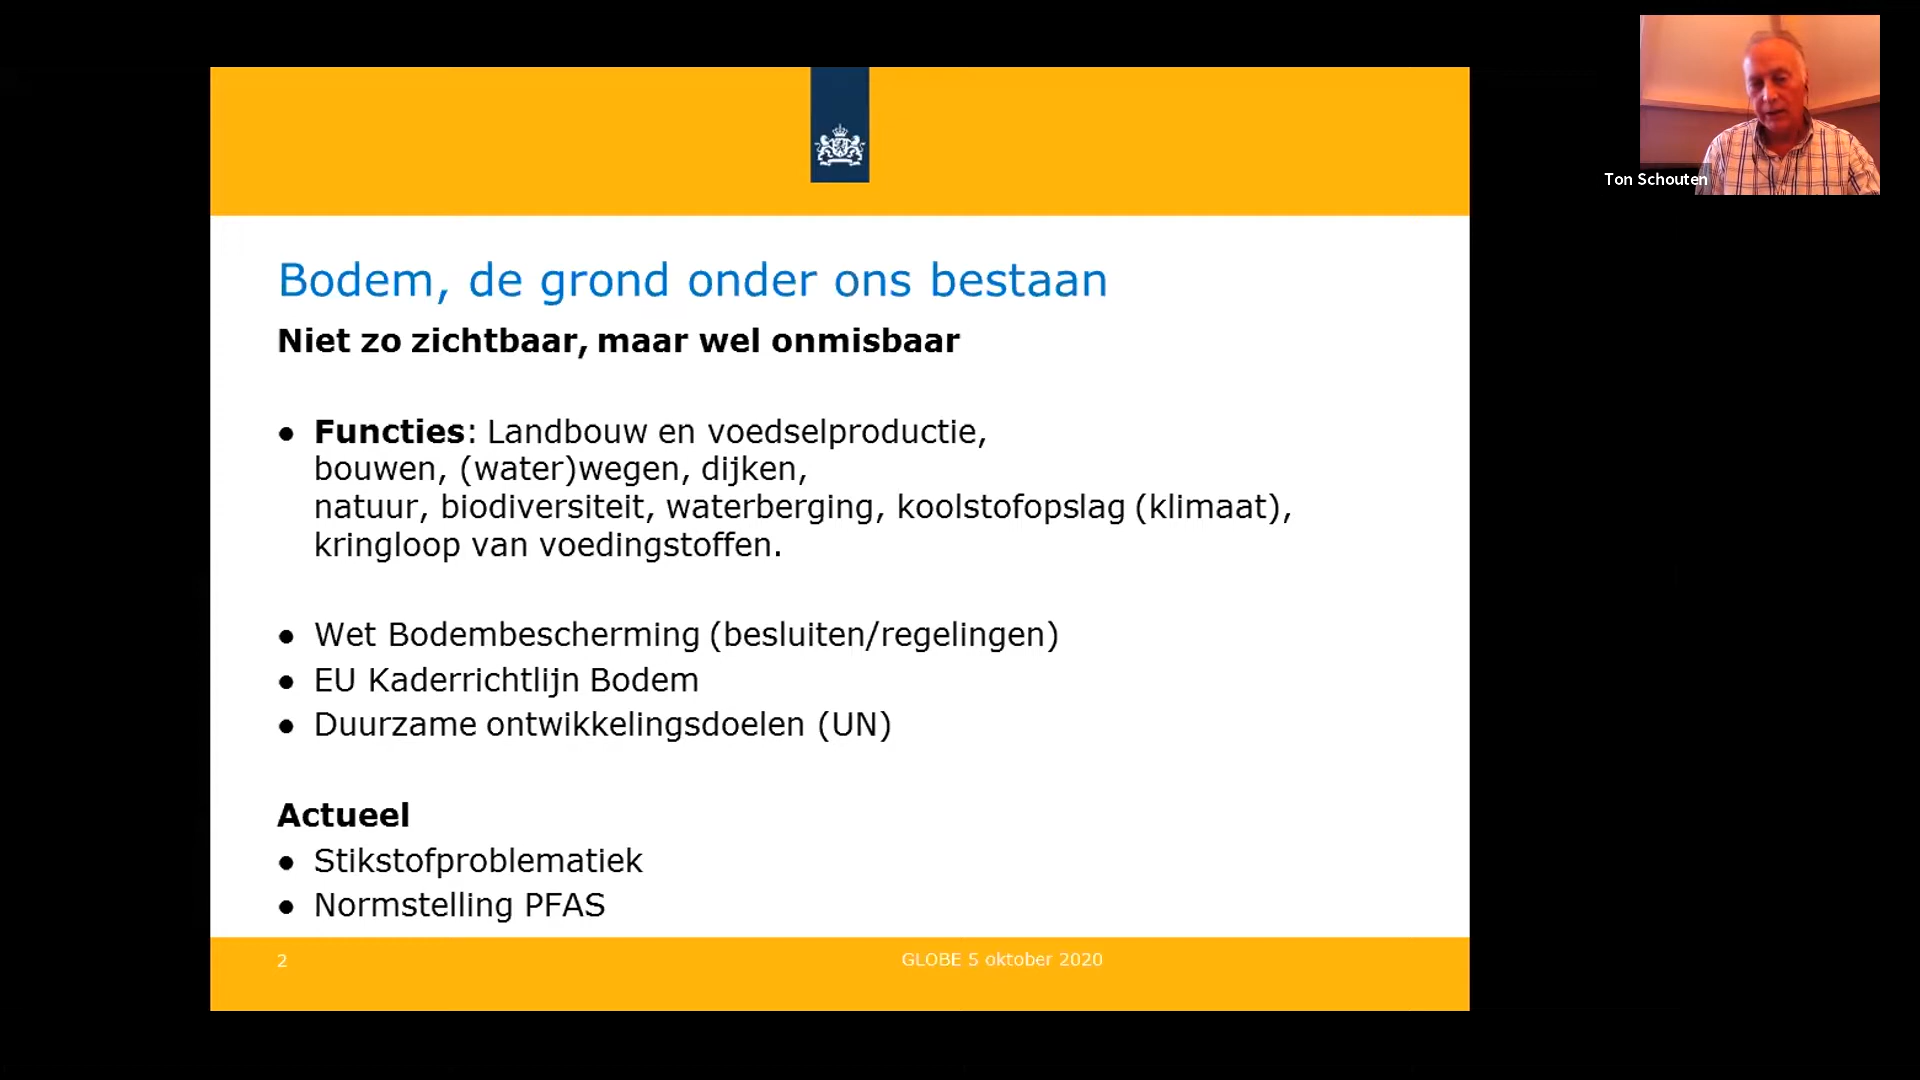 Ton Schouten
Bodem, de grond onder ons bestaan
Niet zo zichtbaar, maar wel onmisbaar
● Functies: Landbouw en voedselproductie,
bouwen, (water)wegen, dijken,
natuur, biodiversiteit, waterberging, koolstofopslag (klimaat),
kringloop van voedingstoffen.
● Wet Bodembescherming (besluiten/regelingen)
● EU Kaderrichtlijn Bodem
● Duurzame ontwikkelingsdoelen (UN)
Actueel
● Stikstofproblematiek
● Normstelling PFAS
2
GLOBE 5 oktober 2020